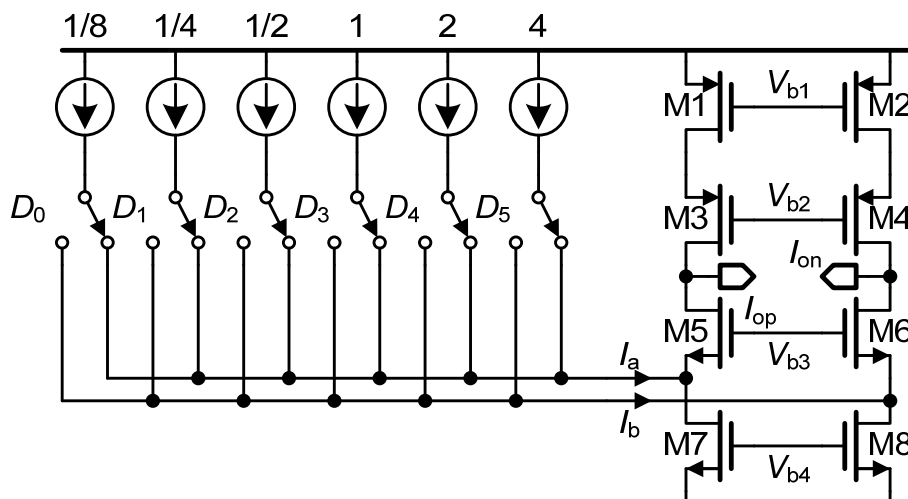 1/8 1/4 1/2 1 2 4
M1 Vb1 M2
D0 D1 D2 D3 D4 D5
M3 Vb2 M4
Ion
Iop
M5 M6
Vb3
Ia
Ib
M7 Vb4 M8